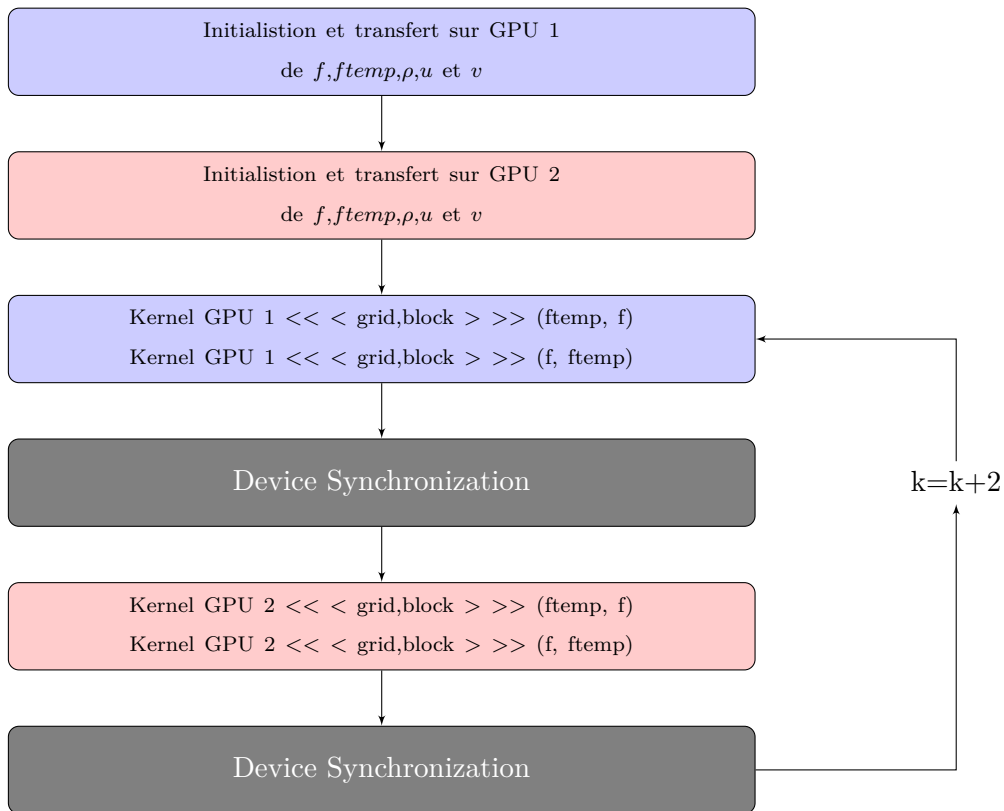 Initialistion et transfert sur GPU 1
de f,ftemp,ρ,u et v
Initialistion et transfert sur GPU 2
de f,ftemp,ρ,u et v
Kernel GPU 1 << < grid,block > >> (ftemp, f)
Kernel GPU 1 << < grid,block > >> (f, ftemp)
Device Synchronization
k=k+2
Kernel GPU 2 << < grid,block > >> (ftemp, f)
Kernel GPU 2 << < grid,block > >> (f, ftemp)
Device Synchronization